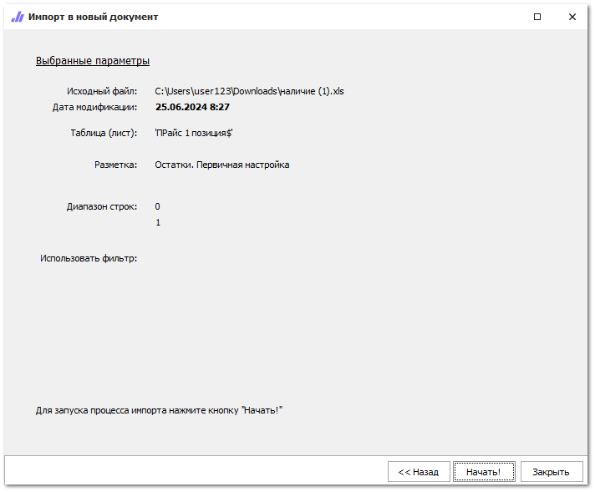 Импорт в новый документ
Выбранные параметры
Исходный файл: C:\Users\user123\Downloads\наличие (1).xls
Дата модификации: 25.06.2024 8:27
Таблица (лист): 'ПРайс 1 позиция$'
Разметка: Остатки. Первичная настройка
Диапазон строк: 0
1
Использовать фильтр:
Для запуска процесса импорта нажмите кнопку "Начать!"
<< Назад Начать! Закрыть